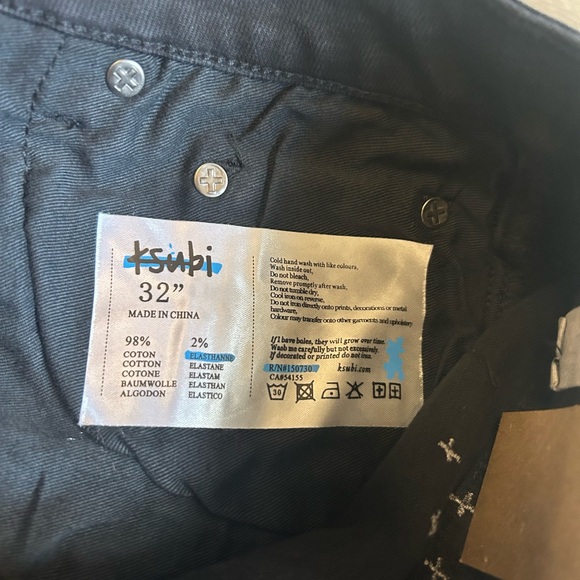 ksubi
32”
MADE IN CHINA
98%
COTON
COTTON
COTONE
BAUMWOLLE
ALGODON
2%
ELASTHANNE
ELASTANE
ELASTAM
ELASTHAN
ELASTICO
Cold hand wash with like colours,
Wash inside out,
Do not bleach,
Remove promptly after wash,
Do not tumble dry,
Cool iron on reverse,
Do not iron directly onto prints, decorations or metal
hardware,
Colour may transfer onto other garments and upholstery
If I have holes, they will grow over time.
Wash me carefully but not excessively.
If decorated or printed do not too.
R/N#150730 ksubi.com
CA#54155
30